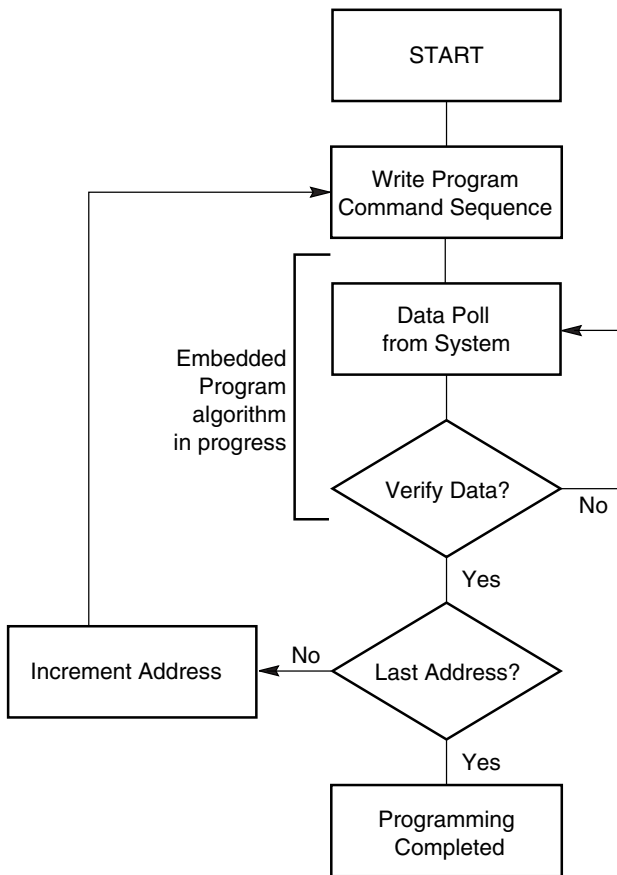 START
Write Program
Command Sequence
Data Poll
from System
Embedded
Program
algorithm
in progress
Verify Data?
No
Yes
Increment Address
No
Last Address?
Yes
Programming
Completed